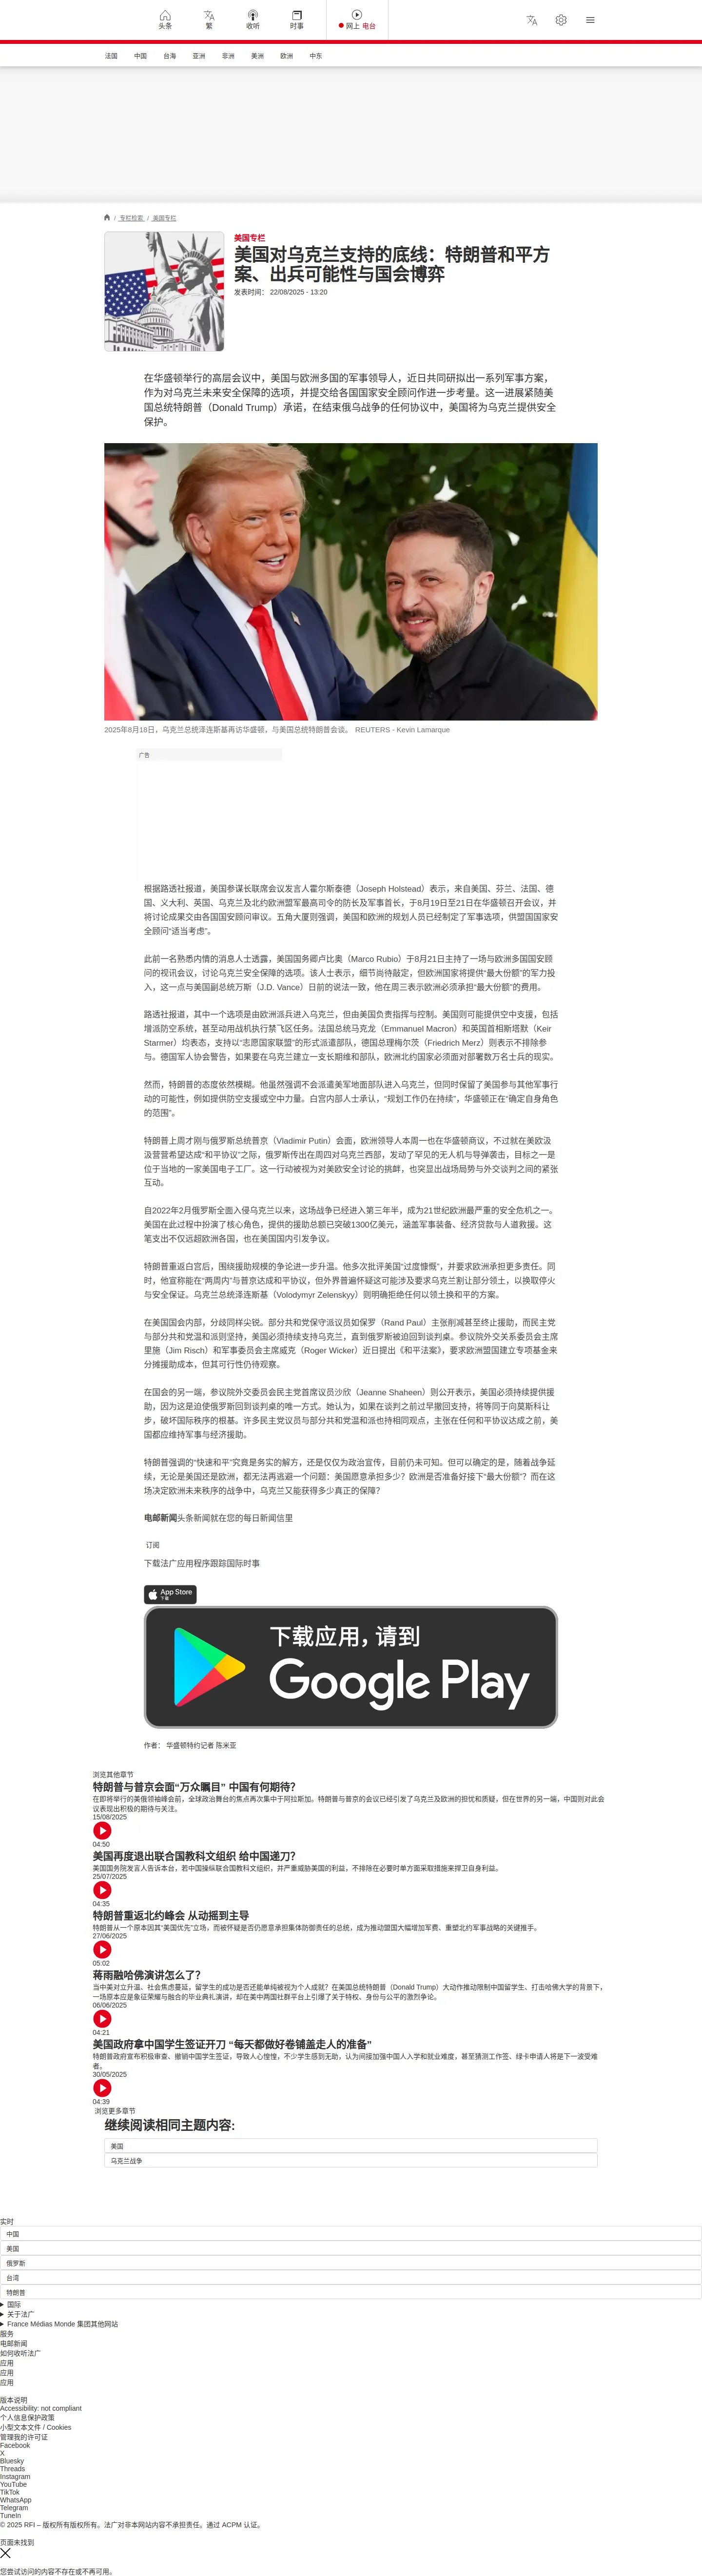 头条
繁
收听
时事
网上 电台
法国 中国 台海 亚洲 非洲 美洲 欧洲 中东
/ 专栏检索 / 美国专栏
美国专栏
美国对乌克兰支持的底线：特朗普和平方
案、出兵可能性与国会博弈
发表时间： 22/08/2025 - 13:20
在华盛顿举行的高层会议中，美国与欧洲多国的军事领导人，近日共同研拟出一系列军事方案，
作为对乌克兰未来安全保障的选项，并提交给各国国家安全顾问作进一步考量。这一进展紧随美
国总统特朗普（Donald Trump）承诺，在结束俄乌战争的任何协议中，美国将为乌克兰提供安全
保护。
2025年8月18日，乌克兰总统泽连斯基再访华盛顿，与美国总统特朗普会谈。 REUTERS - Kevin Lamarque
广告
根据路透社报道，美国参谋长联席会议发言人霍尔斯泰德（Joseph Holstead）表示，来自美国、芬兰、法国、德
国、义大利、英国、乌克兰及北约欧洲盟军最高司令的防长及军事首长，于8月19日至21日在华盛顿召开会议，并
将讨论成果交由各国国安顾问审议。五角大厦则强调，美国和欧洲的规划人员已经制定了军事选项，供盟国国家安
全顾问“适当考虑”。
此前一名熟悉内情的消息人士透露，美国国务卿卢比奥（Marco Rubio）于8月21日主持了一场与欧洲多国国安顾
问的视讯会议，讨论乌克兰安全保障的选项。该人士表示，细节尚待敲定，但欧洲国家将提供“最大份额”的军力投
入，这一点与美国副总统万斯（J.D. Vance）日前的说法一致，他在周三表示欧洲必须承担“最大份额”的费用。
路透社报道，其中一个选项是由欧洲派兵进入乌克兰，但由美国负责指挥与控制。美国则可能提供空中支援，包括
增派防空系统，甚至动用战机执行禁飞区任务。法国总统马克龙（Emmanuel Macron）和英国首相斯塔默（Keir
Starmer）均表态，支持以“志愿国家联盟”的形式派遣部队，德国总理梅尔茨（Friedrich Merz）则表示不排除参
与。德国军人协会警告，如果要在乌克兰建立一支长期维和部队，欧洲北约国家必须面对部署数万名士兵的现实。
然而，特朗普的态度依然模糊。他虽然强调不会派遣美军地面部队进入乌克兰，但同时保留了美国参与其他军事行
动的可能性，例如提供防空支援或空中力量。白宫内部人士承认，“规划工作仍在持续”，华盛顿正在“确定自身角色
的范围”。
特朗普上周才刚与俄罗斯总统普京（Vladimir Putin）会面，欧洲领导人本周一也在华盛顿商议，不过就在美欧汲
汲营营希望达成“和平协议”之际，俄罗斯传出在周四对乌克兰西部，发动了罕见的无人机与导弹袭击，目标之一是
位于当地的一家美国电子工厂。这一行动被视为对美欧安全讨论的挑衅，也突显出战场局势与外交谈判之间的紧张
互动。
自2022年2月俄罗斯全面入侵乌克兰以来，这场战争已经进入第三年半，成为21世纪欧洲最严重的安全危机之一。
美国在此过程中扮演了核心角色，提供的援助总额已突破1300亿美元，涵盖军事装备、经济贷款与人道救援。这
笔支出不仅远超欧洲各国，也在美国国内引发争议。
特朗普重返白宫后，围绕援助规模的争论进一步升温。他多次批评美国“过度慷慨”，并要求欧洲承担更多责任。同
时，他宣称能在“两周内”与普京达成和平协议，但外界普遍怀疑这可能涉及要求乌克兰割让部分领土，以换取停火
与安全保证。乌克兰总统泽连斯基（Volodymyr Zelenskyy）则明确拒绝任何以领土换和平的方案。
在美国国会内部，分歧同样尖锐。部分共和党保守派议员如保罗（Rand Paul）主张削减甚至终止援助，而民主党
与部分共和党温和派则坚持，美国必须持续支持乌克兰，直到俄罗斯被迫回到谈判桌。参议院外交关系委员会主席
里施（Jim Risch）和军事委员会主席威克（Roger Wicker）近日提出《和平法案》，要求欧洲盟国建立专项基金来
分摊援助成本，但其可行性仍待观察。
在国会的另一端，参议院外交委员会民主党首席议员沙欣（Jeanne Shaheen）则公开表示，美国必须持续提供援
助，因为这是迫使俄罗斯回到谈判桌的唯一方式。她认为，如果在谈判之前过早撤回支持，将等同于向莫斯科让
步，破坏国际秩序的根基。许多民主党议员与部分共和党温和派也持相同观点，主张在任何和平协议达成之前，美
国都应维持军事与经济援助。
特朗普强调的“快速和平”究竟是务实的解方，还是仅仅为政治宣传，目前仍未可知。但可以确定的是，随着战争延
续，无论是美国还是欧洲，都无法再逃避一个问题：美国愿意承担多少？欧洲是否准备好接下“最大份额”？而在这
场决定欧洲未来秩序的战争中，乌克兰又能获得多少真正的保障？
电邮新闻头条新闻就在您的每日新闻信里
订阅
下载法广应用程序跟踪国际时事
App Store
下载
下载应用，请到
Google Play
作者： 华盛顿特约记者 陈米亚
浏览其他章节
特朗普与普京会面“万众瞩目” 中国有何期待？
在即将举行的美俄领袖峰会前，全球政治舞台的焦点再次集中于阿拉斯加。特朗普与普京的会议已经引发了乌克兰及欧洲的担忧和质疑，但在世界的另一端，中国则对此会
议表现出积极的期待与关注。
15/08/2025
04:50
美国再度退出联合国教科文组织 给中国递刀？
美国国务院发言人告诉本台，若中国操纵联合国教科文组织，并严重威胁美国的利益，不排除在必要时单方面采取措施来捍卫自身利益。
25/07/2025
04:35
特朗普重返北约峰会 从动摇到主导
特朗普从一个原本因其“美国优先”立场，而被怀疑是否仍愿意承担集体防御责任的总统，成为推动盟国大幅增加军费、重塑北约军事战略的关键推手。
27/06/2025
05:02
蒋雨融哈佛演讲怎么了？
当中美对立升温、社会焦虑蔓延，留学生的成功是否还能单纯被视为个人成就？在美国总统特朗普（Donald Trump）大动作推动限制中国留学生、打击哈佛大学的背景下，
一场原本应是象征荣耀与融合的毕业典礼演讲，却在美中两国社群平台上引爆了关于特权、身份与公平的激烈争论。
06/06/2025
04:21
美国政府拿中国学生签证开刀 “每天都做好卷铺盖走人的准备”
特朗普政府宣布积极审查、撤销中国学生签证，导致人心惶惶，不少学生感到无助，认为间接加强中国人入学和就业难度，甚至猜测工作签、绿卡申请人将是下一波受难
者。
30/05/2025
04:39
浏览更多章节
继续阅读相同主题内容:
美国
乌克兰战争
实时
中国
美国
俄罗斯
台湾
特朗普
国际
关于法广
France Médias Monde 集团其他网站
服务
电邮新闻
如何收听法广
应用
应用
应用
版本说明
Accessibility: not compliant
个人信息保护政策
小型文本文件 / Cookies
管理我的许可证
Facebook
X
Bluesky
Threads
Instagram
YouTube
TikTok
WhatsApp
Telegram
TuneIn
© 2025 RFI – 版权所有版权所有。法广对非本网站内容不承担责任。通过 ACPM 认证。
页面未找到
您尝试访问的内容不存在或不再可用。